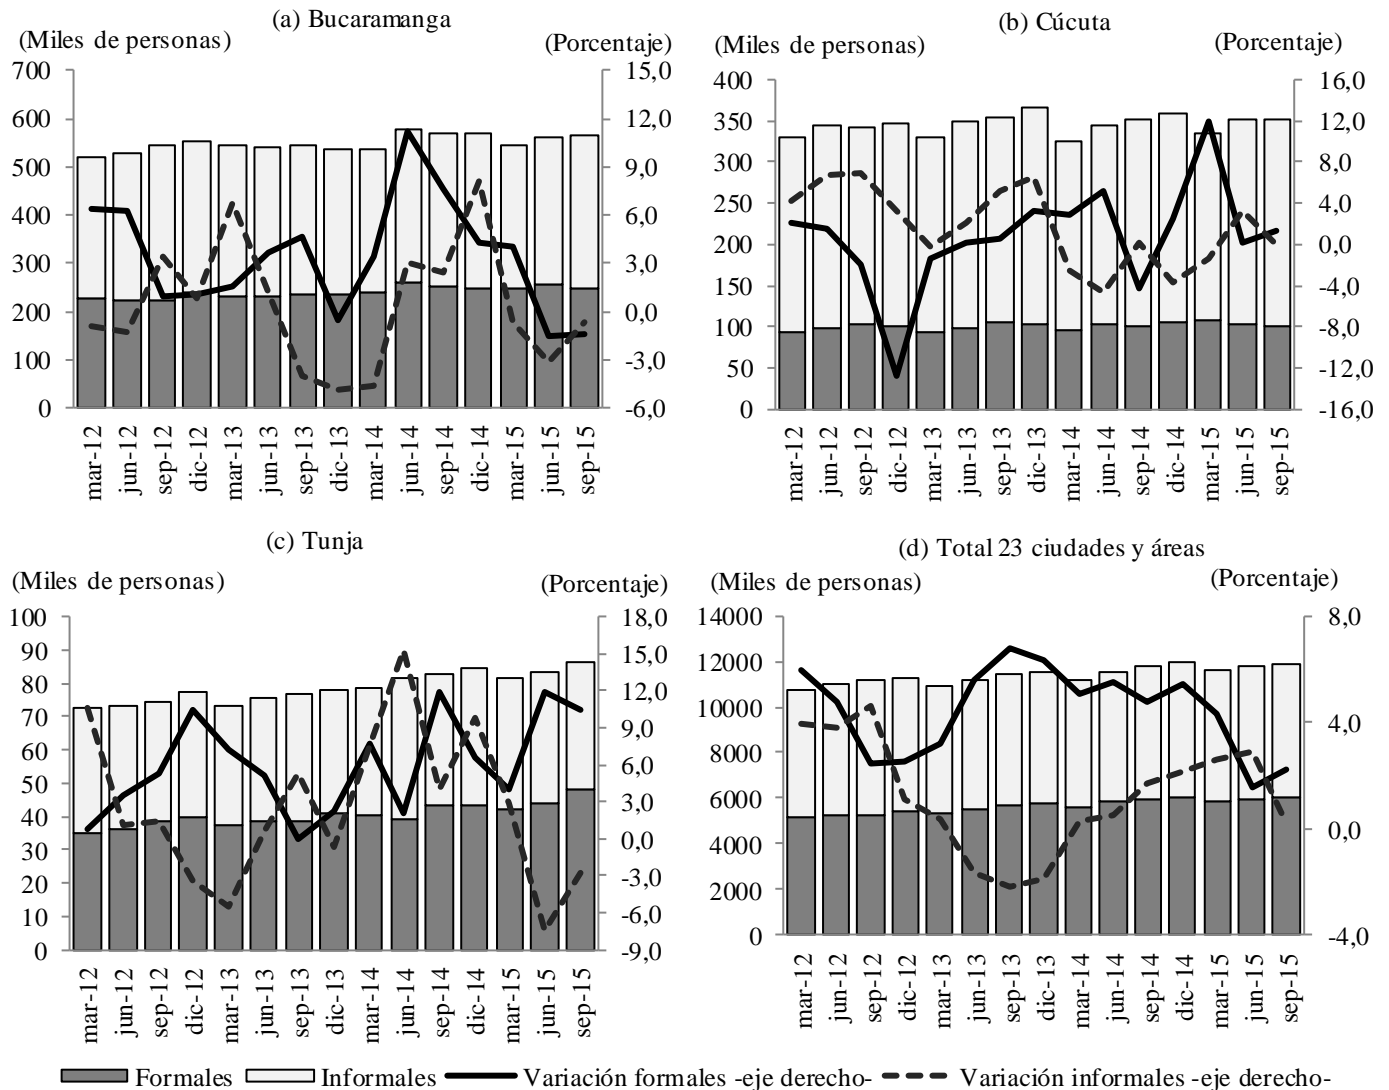 (a) Bucaramanga
(Miles de personas)
(Porcentaje)
700
600
500
400
300
200
100
0
15,0
12,0
9,0
6,0
3,0
0,0
-3,0
-6,0
mar-12
jun-12
sep-12
dic-12
mar-13
jun-13
sep-13
dic-13
mar-14
jun-14
sep-14
dic-14
mar-15
jun-15
sep-15
(b) Cúcuta
(Miles de personas)
(Porcentaje)
400
350
300
250
200
150
100
50
0
16,0
12,0
8,0
4,0
0,0
-4,0
-8,0
-12,0
-16,0
mar-12
jun-12
sep-12
dic-12
mar-13
jun-13
sep-13
dic-13
mar-14
jun-14
sep-14
dic-14
mar-15
jun-15
sep-15
(c) Tunja
(Miles de personas)
(Porcentaje)
100
90
80
70
60
50
40
30
20
10
0
18,0
15,0
12,0
9,0
6,0
3,0
0,0
-3,0
-6,0
-9,0
mar-12
jun-12
sep-12
dic-12
mar-13
jun-13
sep-13
dic-13
mar-14
jun-14
sep-14
dic-14
mar-15
jun-15
sep-15
(d) Total 23 ciudades y áreas
(Miles de personas)
(Porcentaje)
14000
12000
10000
8000
6000
4000
2000
0
8,0
4,0
0,0
-4,0
mar-12
jun-12
sep-12
dic-12
mar-13
jun-13
sep-13
dic-13
mar-14
jun-14
sep-14
dic-14
mar-15
jun-15
sep-15
Formales Informales Variación formales -eje derecho- Variación informales -eje derecho-